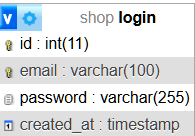 v shop login
id : int(11)
email : varchar(100)
password : varchar(255)
created_at : timestamp